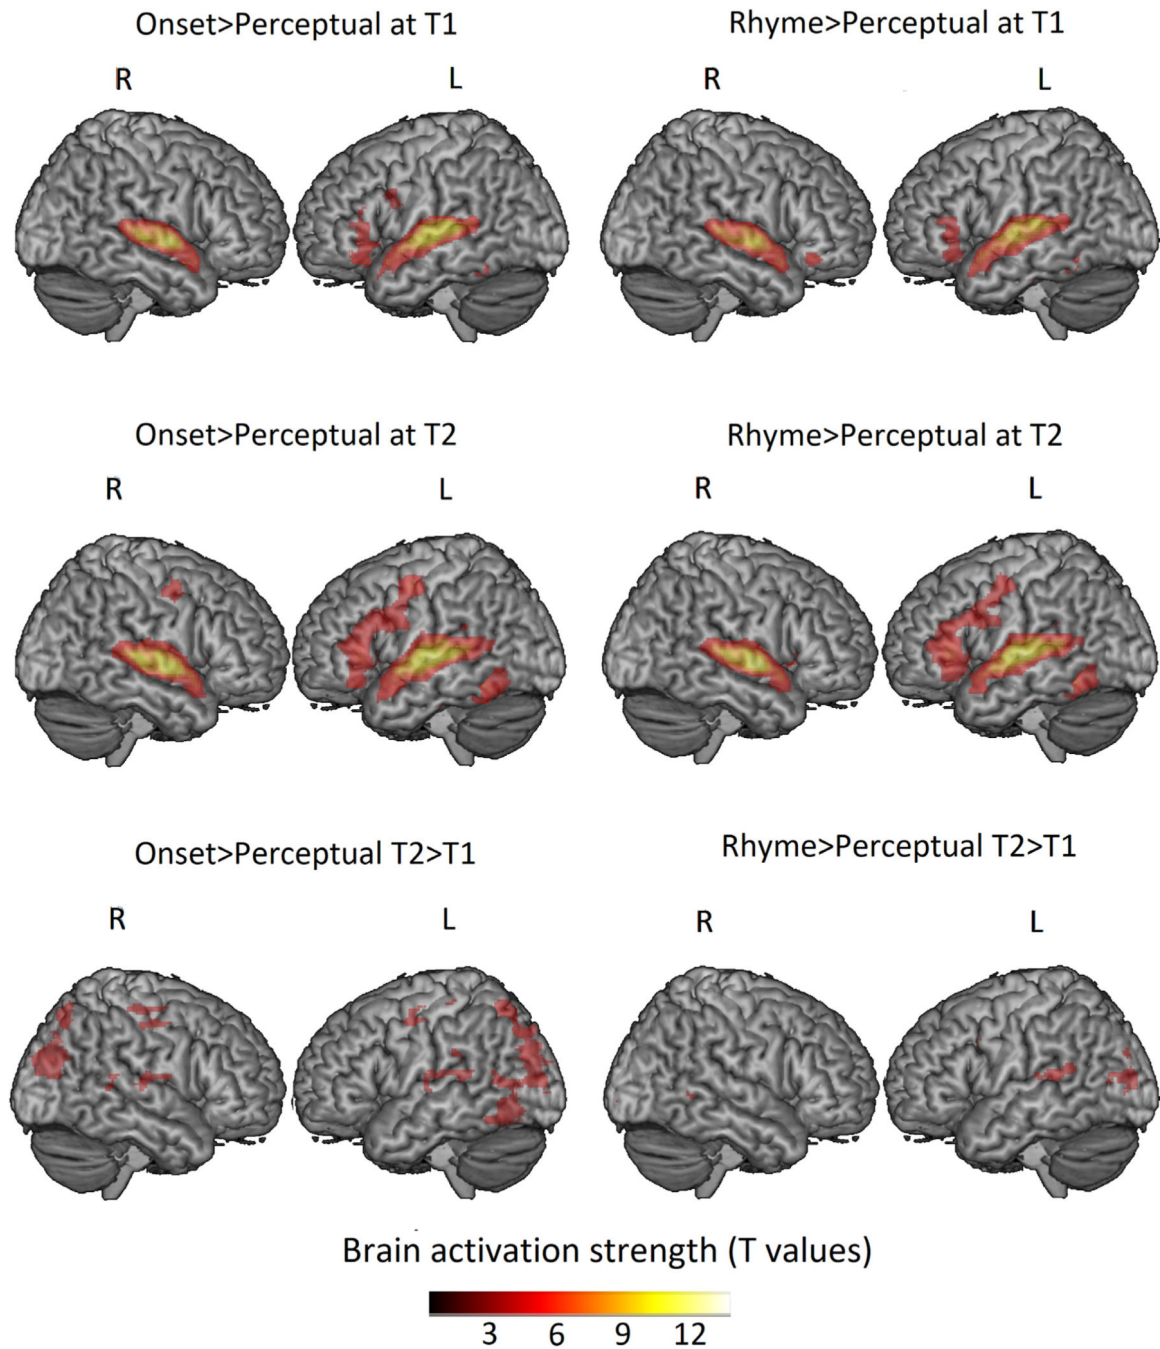 Onset>Perceptual at T1
Rhyme>Perceptual at T1
R
L
R
L
Onset>Perceptual at T2
Rhyme>Perceptual at T2
R
L
R
L
Onset>Perceptual T2>T1
Rhyme>Perceptual T2>T1
R
L
R
L
Brain activation strength (T values)
3 6 9 12